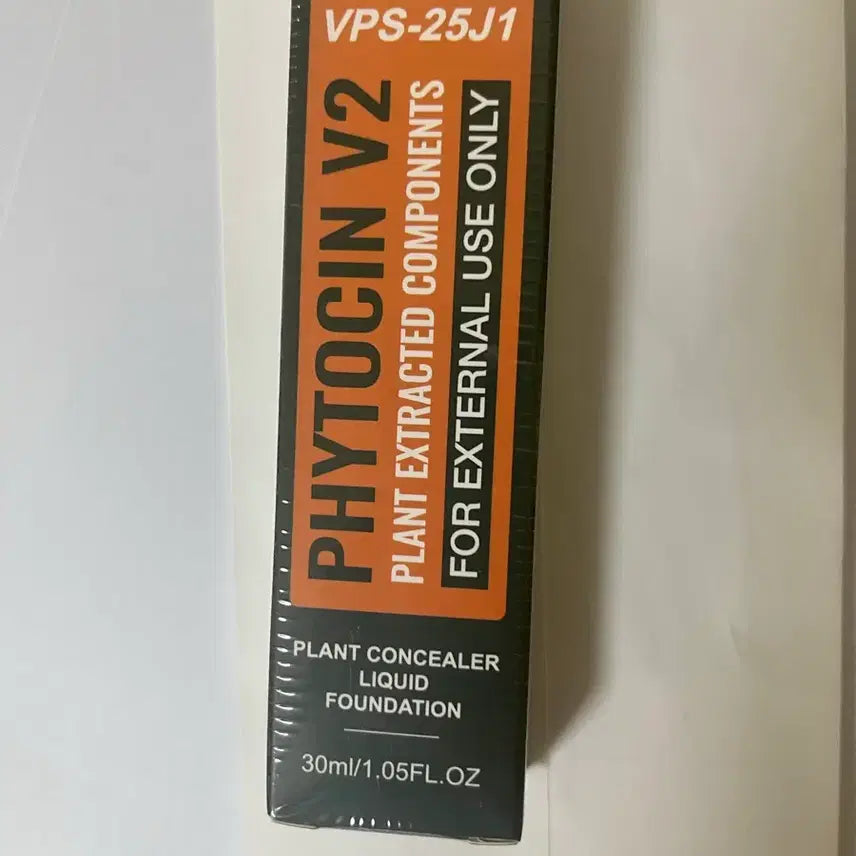 VPS-25J1
PHYTOCIN V2
PLANT EXTRACTED COMPONENTS
FOR EXTERNAL USE ONLY
PLANT CONCEALER
LIQUID
FOUNDATION
30ml/1.05FL.OZ